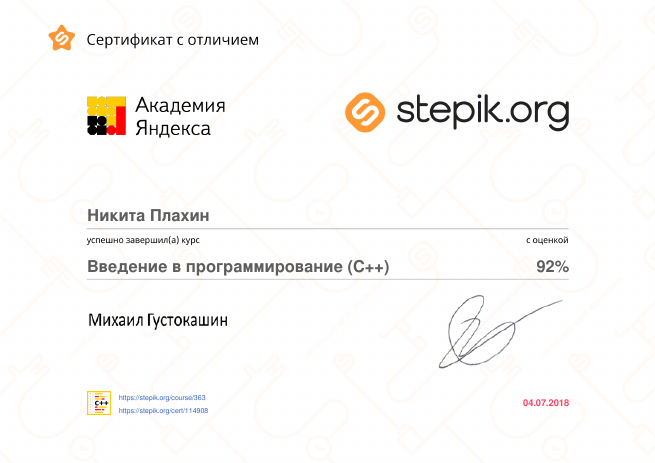 Сертификат с отличием
Академия
Яндекса
stepik.org
Никита Плахин
успешно завершил(а) курс с оценкой
Введение в программирование (C++) 92%
Михаил Густокашин
C++
https://stepik.org/course/363
https://stepik.org/cert/114908
04.07.2018